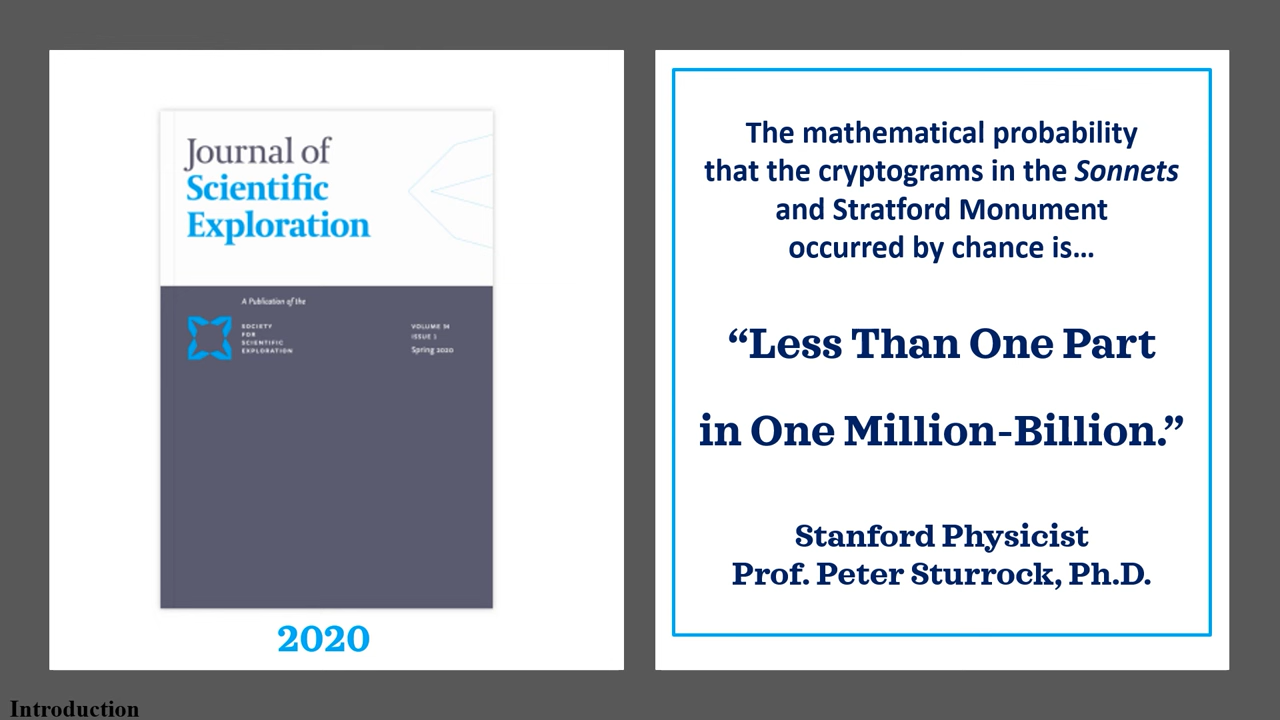 Journal of
Scientific
Exploration
A Publication of the
SOCIETY
FOR
SCIENTIFIC
EXPLORATION
VOLUME 34
ISSUE 1
Spring 2020
2020
The mathematical probability
that the cryptograms in the Sonnets
and Stratford Monument
occurred by chance is...
“Less Than One Part
in One Million-Billion.”
Stanford Physicist
Prof. Peter Sturrock, Ph.D.
Introduction